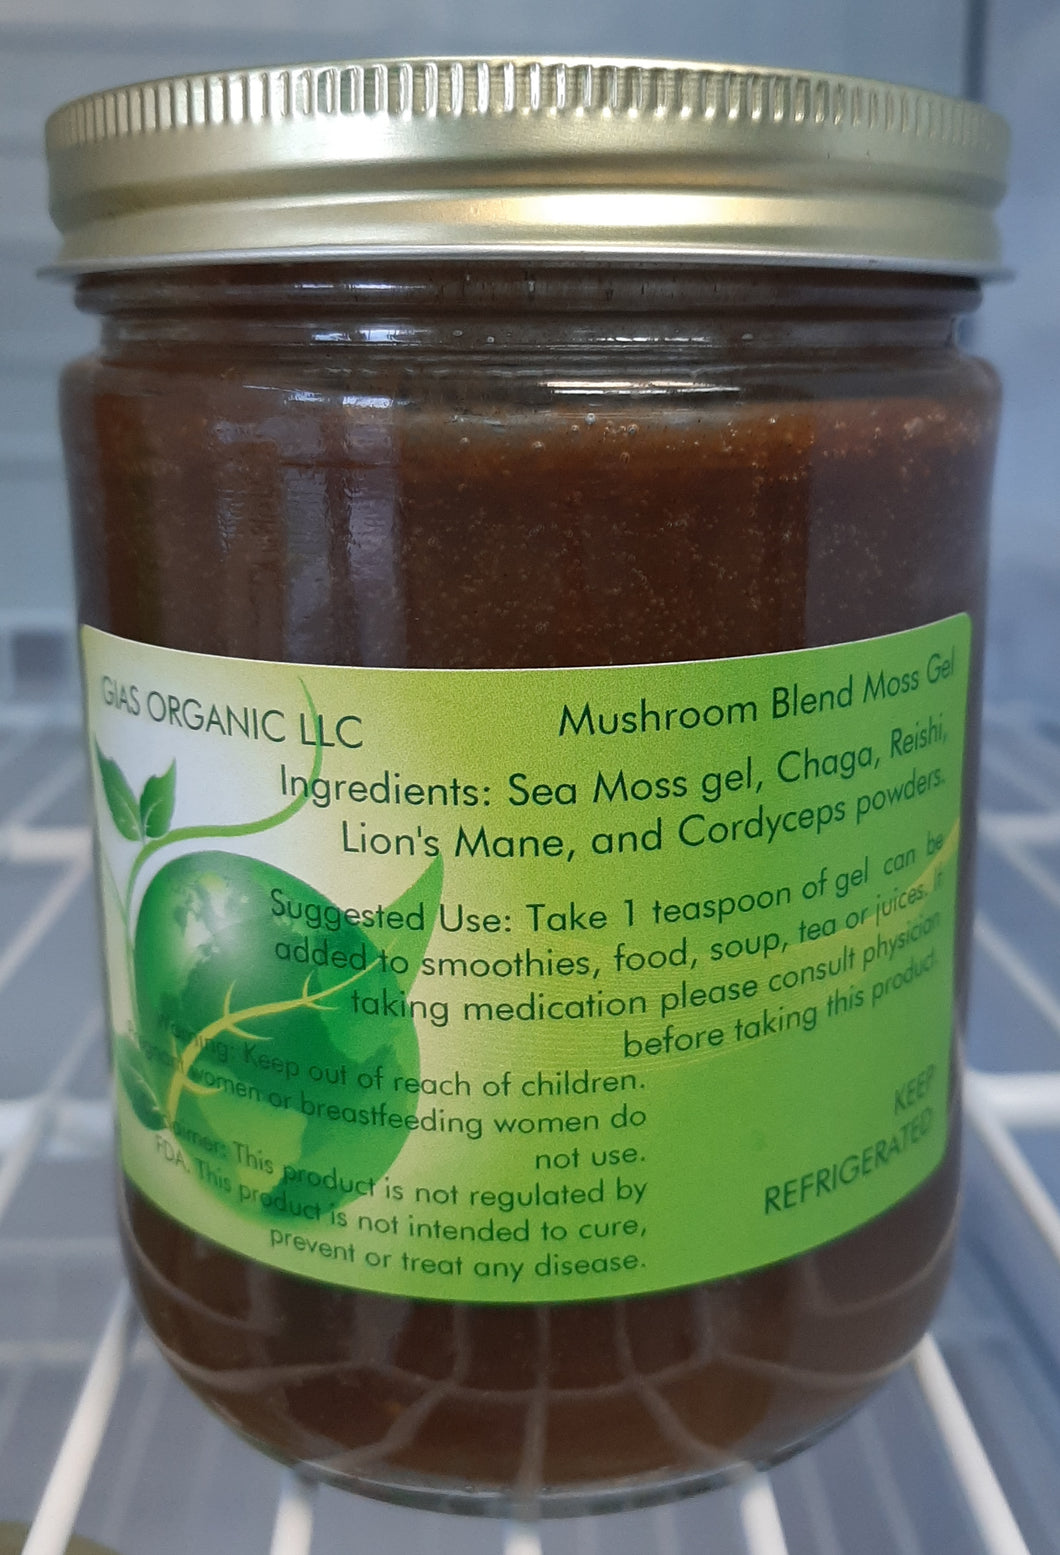 GIAS ORGANIC LLC
Mushroom Blend Moss Gel
Ingredients: Sea Moss gel, Chaga, Reishi,
Lion's Mane, and Cordyceps powders.
Suggested Use: Take 1 teaspoon of gel can be
added to smoothies, food, soup, tea or juices. If
taking medication please consult physician
before taking this product.
Warning: Keep out of reach of children.
women or breastfeeding women do
not use.
This product is not regulated by
FDA. This product is not intended to cure,
prevent or treat any disease.
KEEP
REFRIGERATED